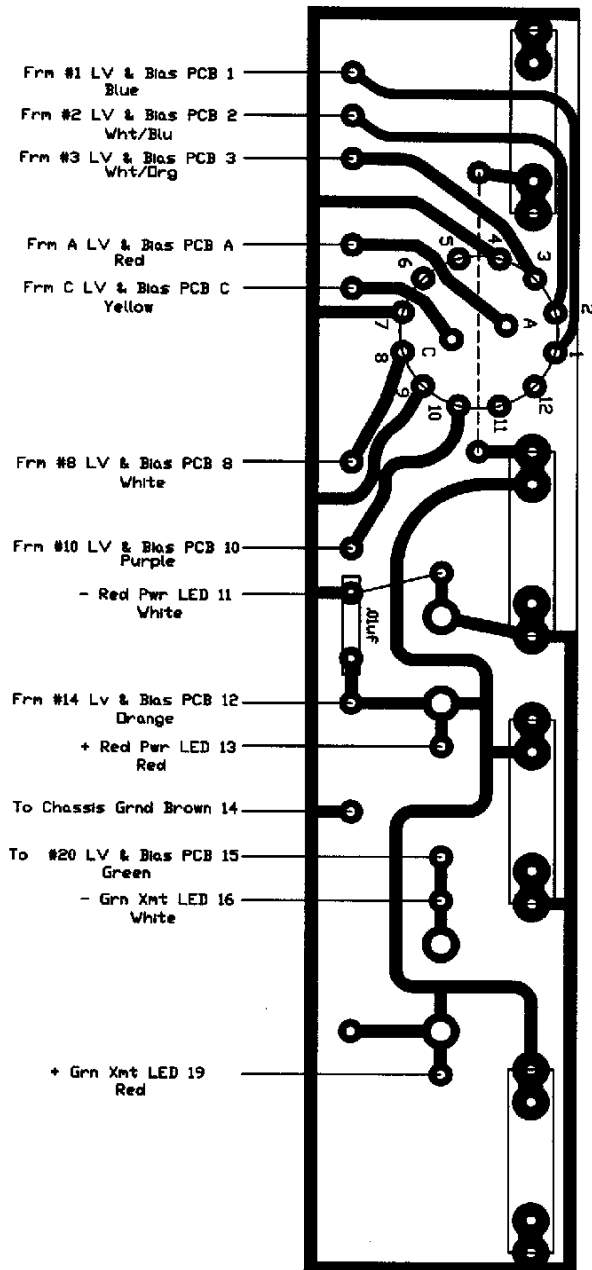 Frm #1 LV & Bias PCB 1
Blue
Frm #2 LV & Bias PCB 2
Wht/Blu
Frm #3 LV & Bias PCB 3
Wht/Org
Frm A LV & Bias PCB A
Red
Frm C LV & Bias PCB C
Yellow
5
4
3
6
2
7
A
8
C
1
9
12
10
11
Frm #8 LV & Bias PCB 8
White
Frm #10 LV & Bias PCB 10
Purple
- Red Pwr LED 11
White
.01uF
Frm #14 Lv & Bias PCB 12
Orange
+ Red Pwr LED 13
Red
To Chassis Grnd Brown 14
To #20 LV & Bias PCB 15
Green
- Grn Xmt LED 16
White
+ Grn Xmt LED 19
Red